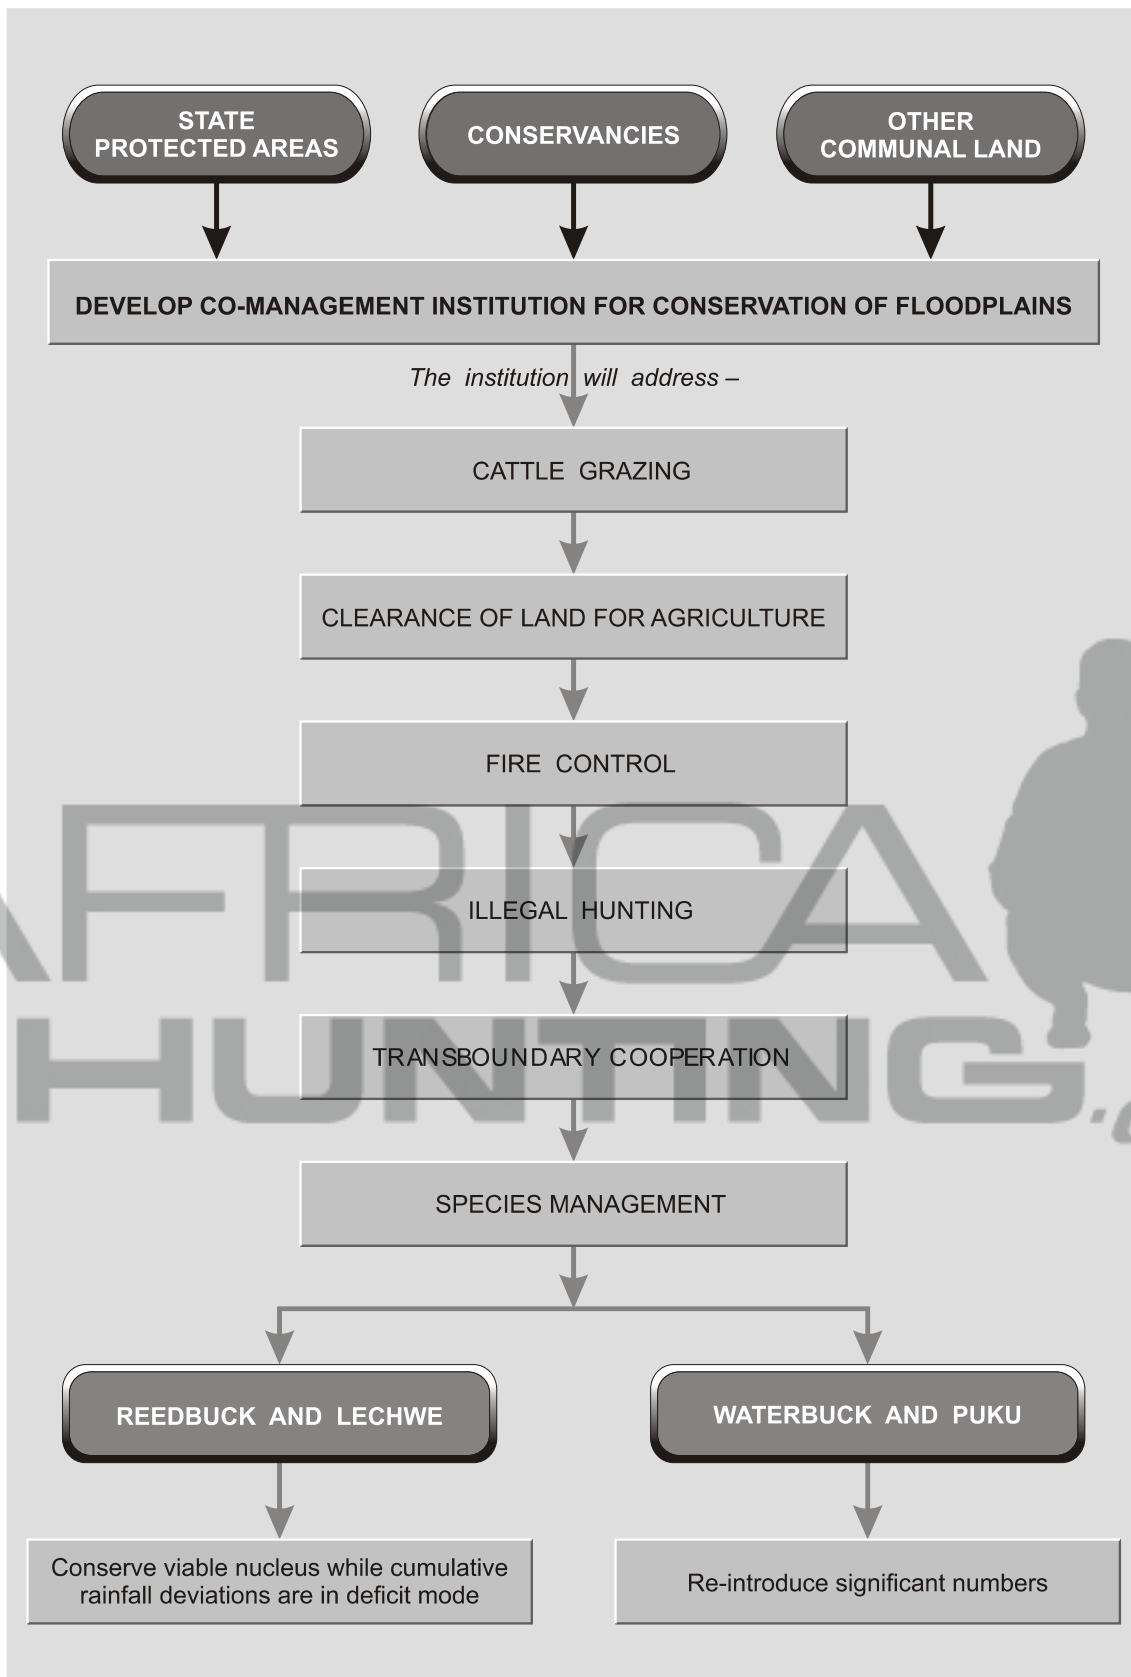 STATE
PROTECTED AREAS
CONSERVANCIES
OTHER
COMMUNAL LAND
DEVELOP CO-MANAGEMENT INSTITUTION FOR CONSERVATION OF FLOODPLAINS
The institution will address –
CATTLE GRAZING
CLEARANCE OF LAND FOR AGRICULTURE
FIRE CONTROL
AFRICA
ILLEGAL HUNTING
HUNTING
TRANSBOUNDARY COOPERATION
SPECIES MANAGEMENT
REEDBUCK AND LECHWE
WATERBUCK AND PUKU
Conserve viable nucleus while cumulative
rainfall deviations are in deficit mode
Re-introduce significant numbers